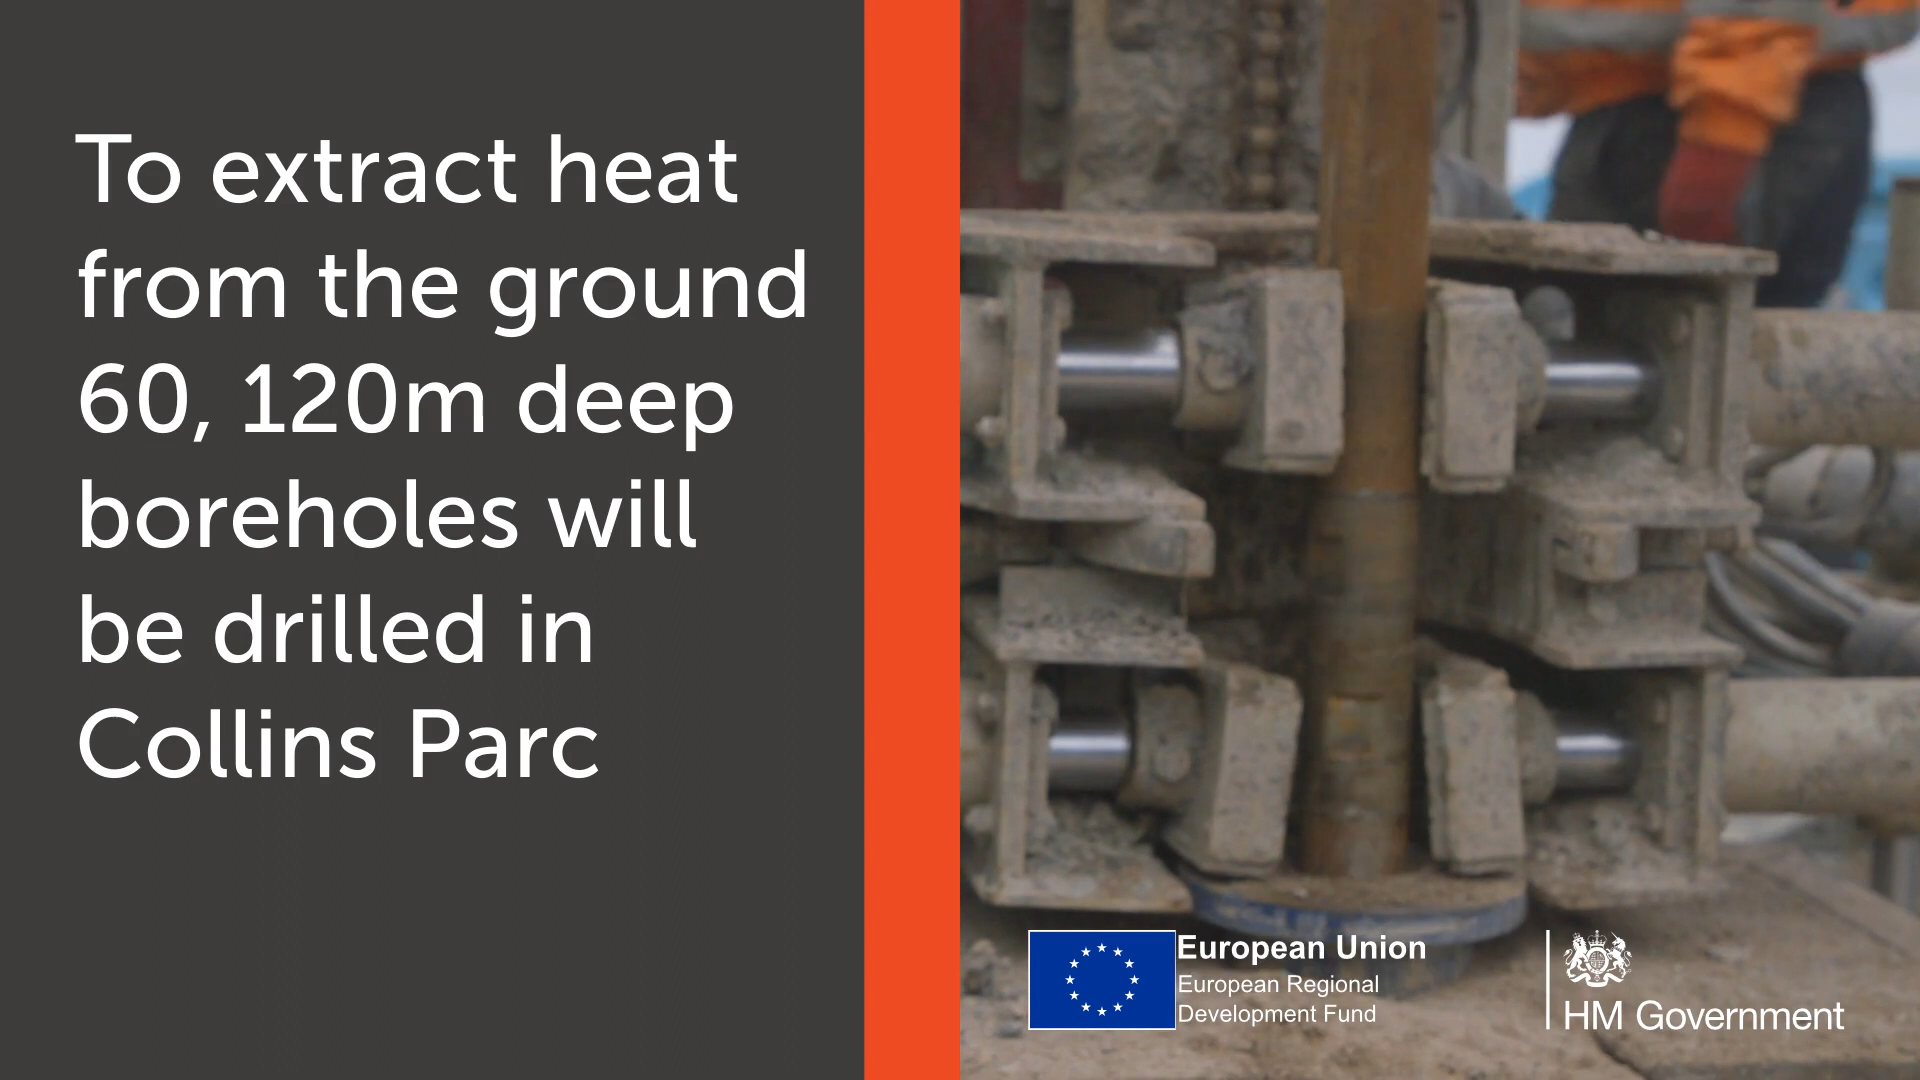 To extract heat
from the ground
60, 120m deep
boreholes will
be drilled in
Collins Parc
European Union
European Regional
Development Fund
HM Government